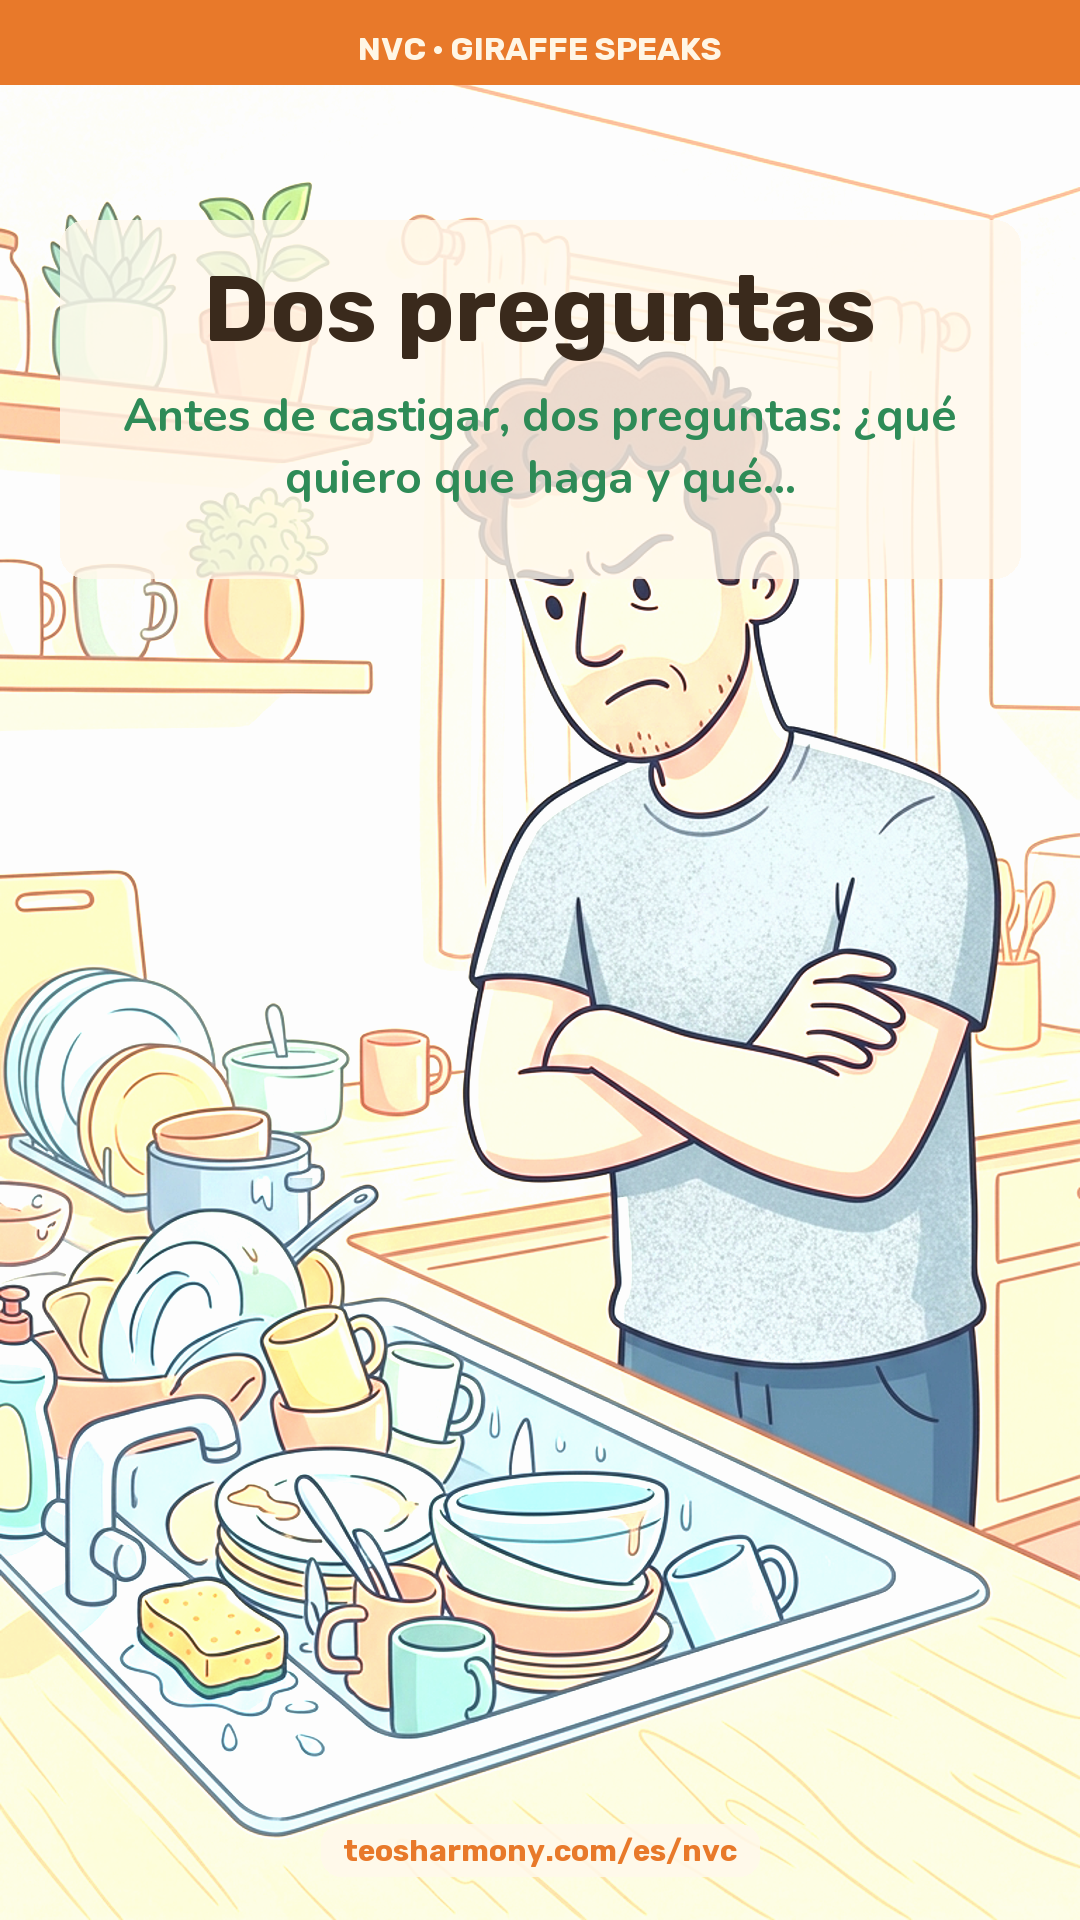 NVC • GIRAFFE SPEAKS
Dos preguntas
Antes de castigar, dos preguntas: ¿qué
quiero que haga y qué...
teosharmony.com/es/nvc